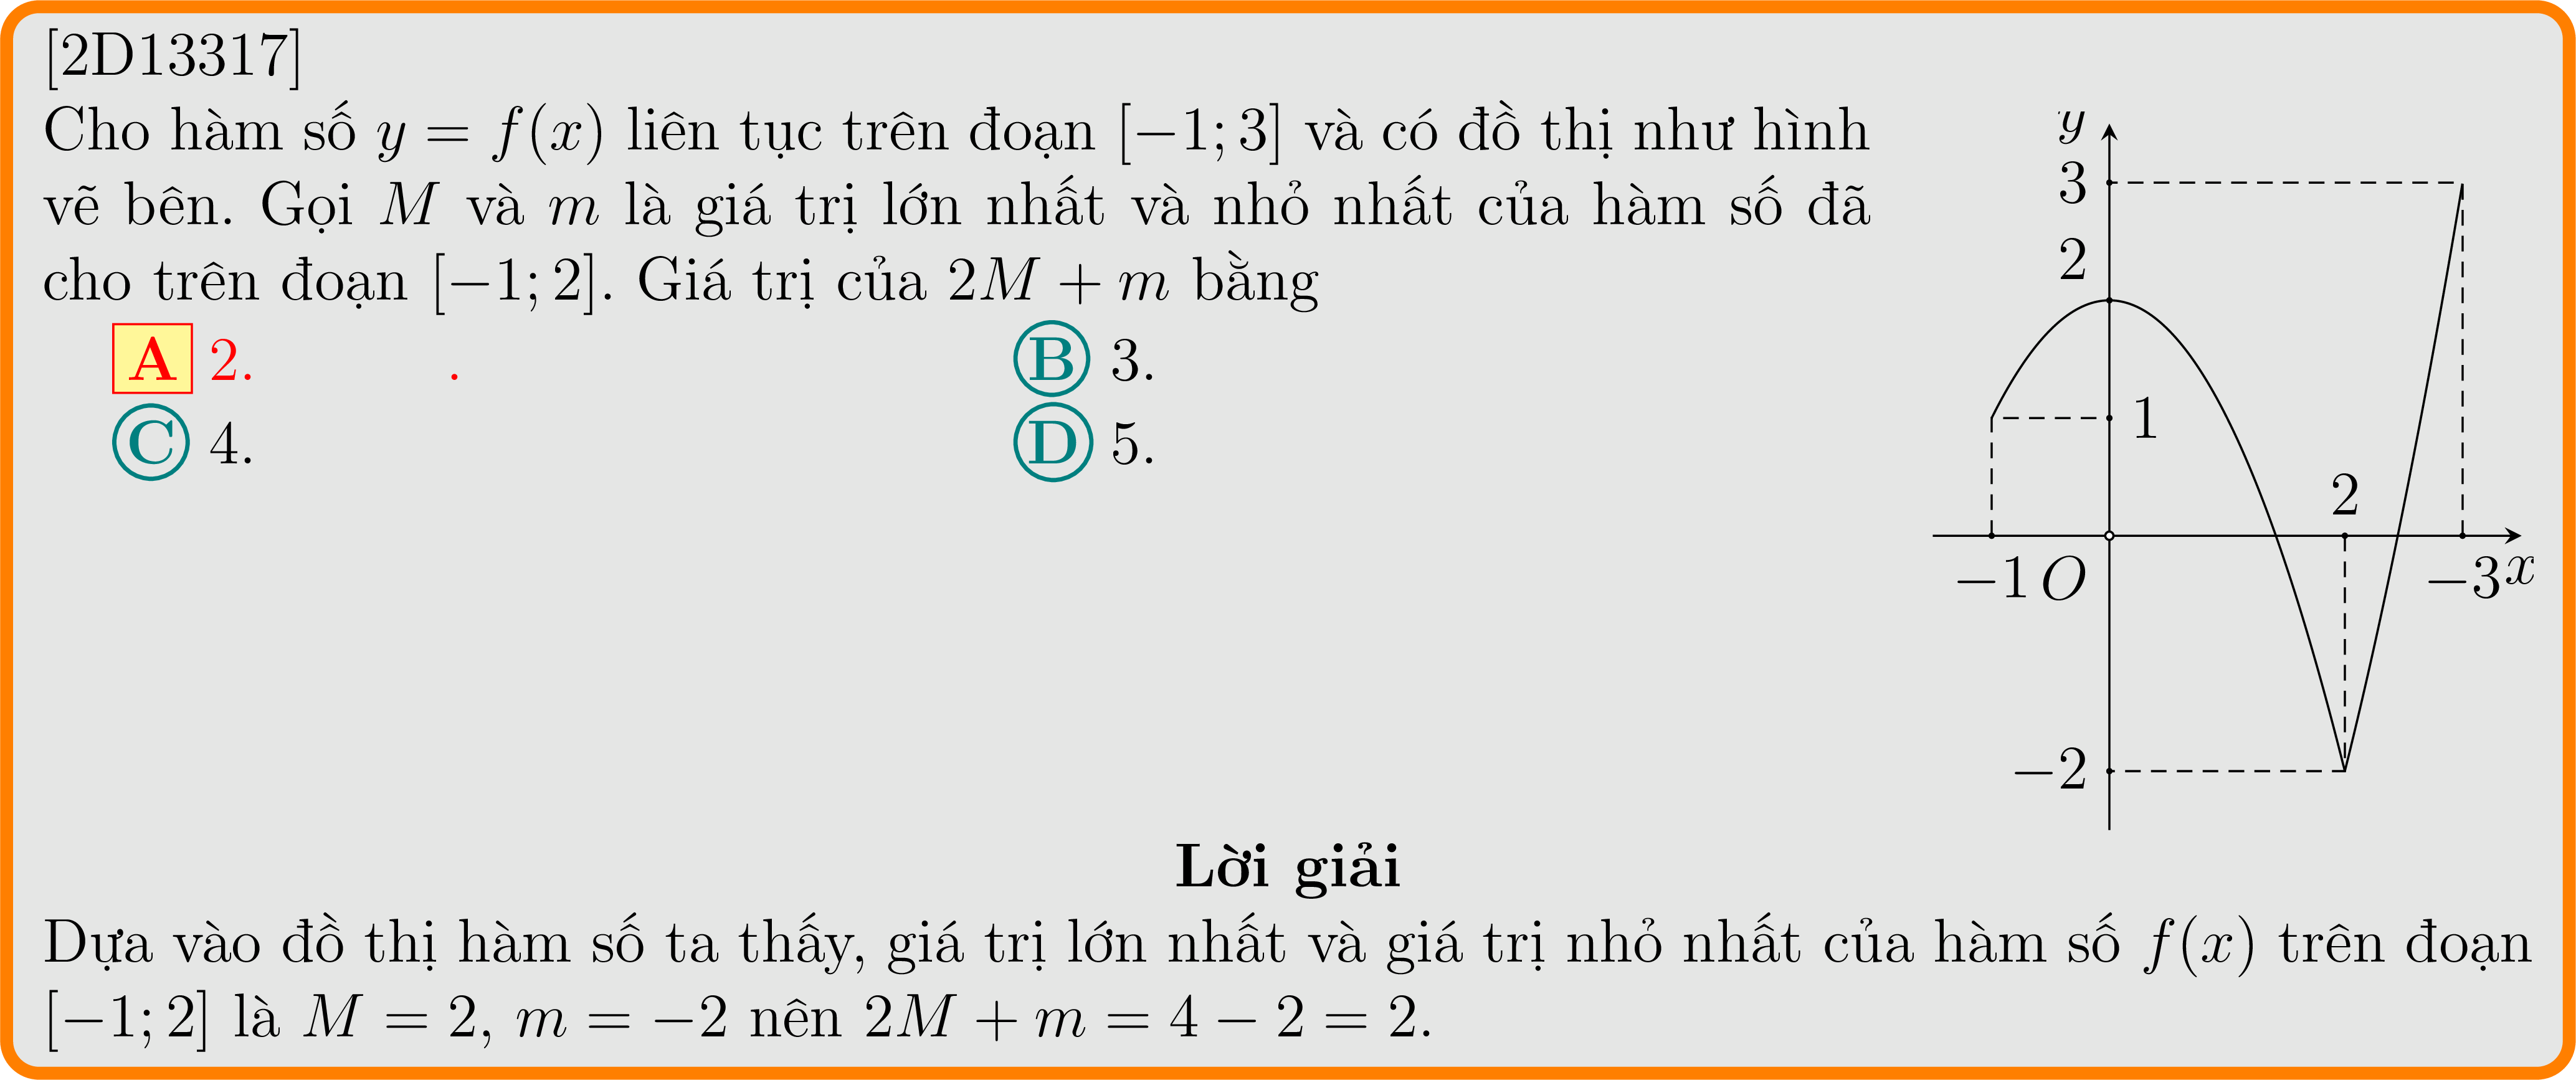 [2D13317]
Cho hàm số y = f(x) liên tục trên đoạn [−1; 3] và có đồ thị như hình
vẽ bên. Gọi M và m là giá trị lớn nhất và nhỏ nhất của hàm số đã
cho trên đoạn [−1; 2]. Giá trị của 2M + m bằng
A 2. .
B 3.
C 4.
D 5.
y
3
2
1
2
−1 O
−3 x
−2
Lời giải
Dựa vào đồ thị hàm số ta thấy, giá trị lớn nhất và giá trị nhỏ nhất của hàm số f(x) trên đoạn
[−1; 2] là M = 2, m = −2 nên 2M + m = 4 − 2 = 2.